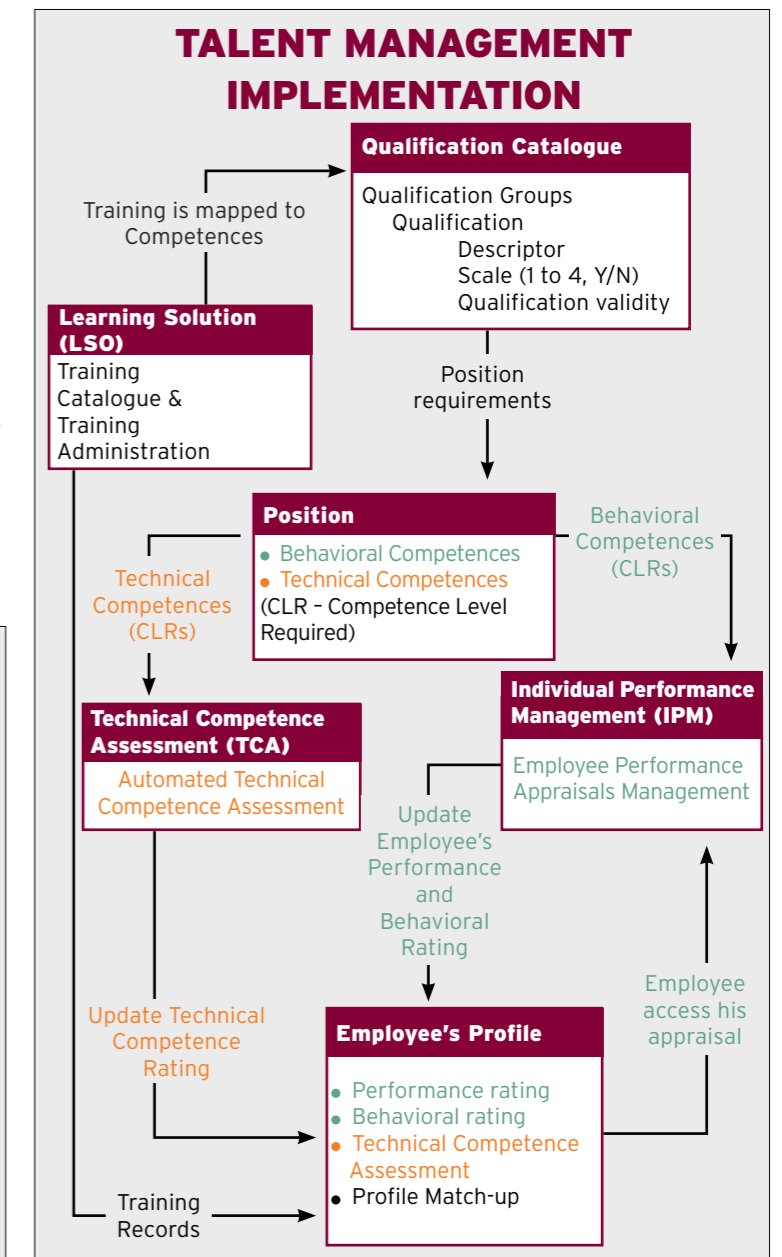 TALENT MANAGEMENT
IMPLEMENTATION
Qualification Catalogue
Qualification Groups
Qualification
Descriptor
Scale (1 to 4, Y/N)
Qualification validity
Training is mapped to
Competences
Learning Solution
(LSO)
Training
Catalogue &
Training
Administration
Position
requirements
Position
• Behavioral Competences
• Technical Competences
(CLR – Competence Level
Required)
Behavioral
Competences
(CLRs)
Technical
Competences
(CLRs)
Technical Competence
Assessment (TCA)
Automated Technical
Competence Assessment
Individual Performance
Management (IPM)
Employee Performance
Appraisals Management
Update
Employee's
Performance
and
Behavioral
Rating
Employee
access his
appraisal
Update Technical
Competence
Rating
Employee's Profile
• Performance rating
• Behavioral rating
• Technical Competence
Assessment
• Profile Match-up
Training
Records